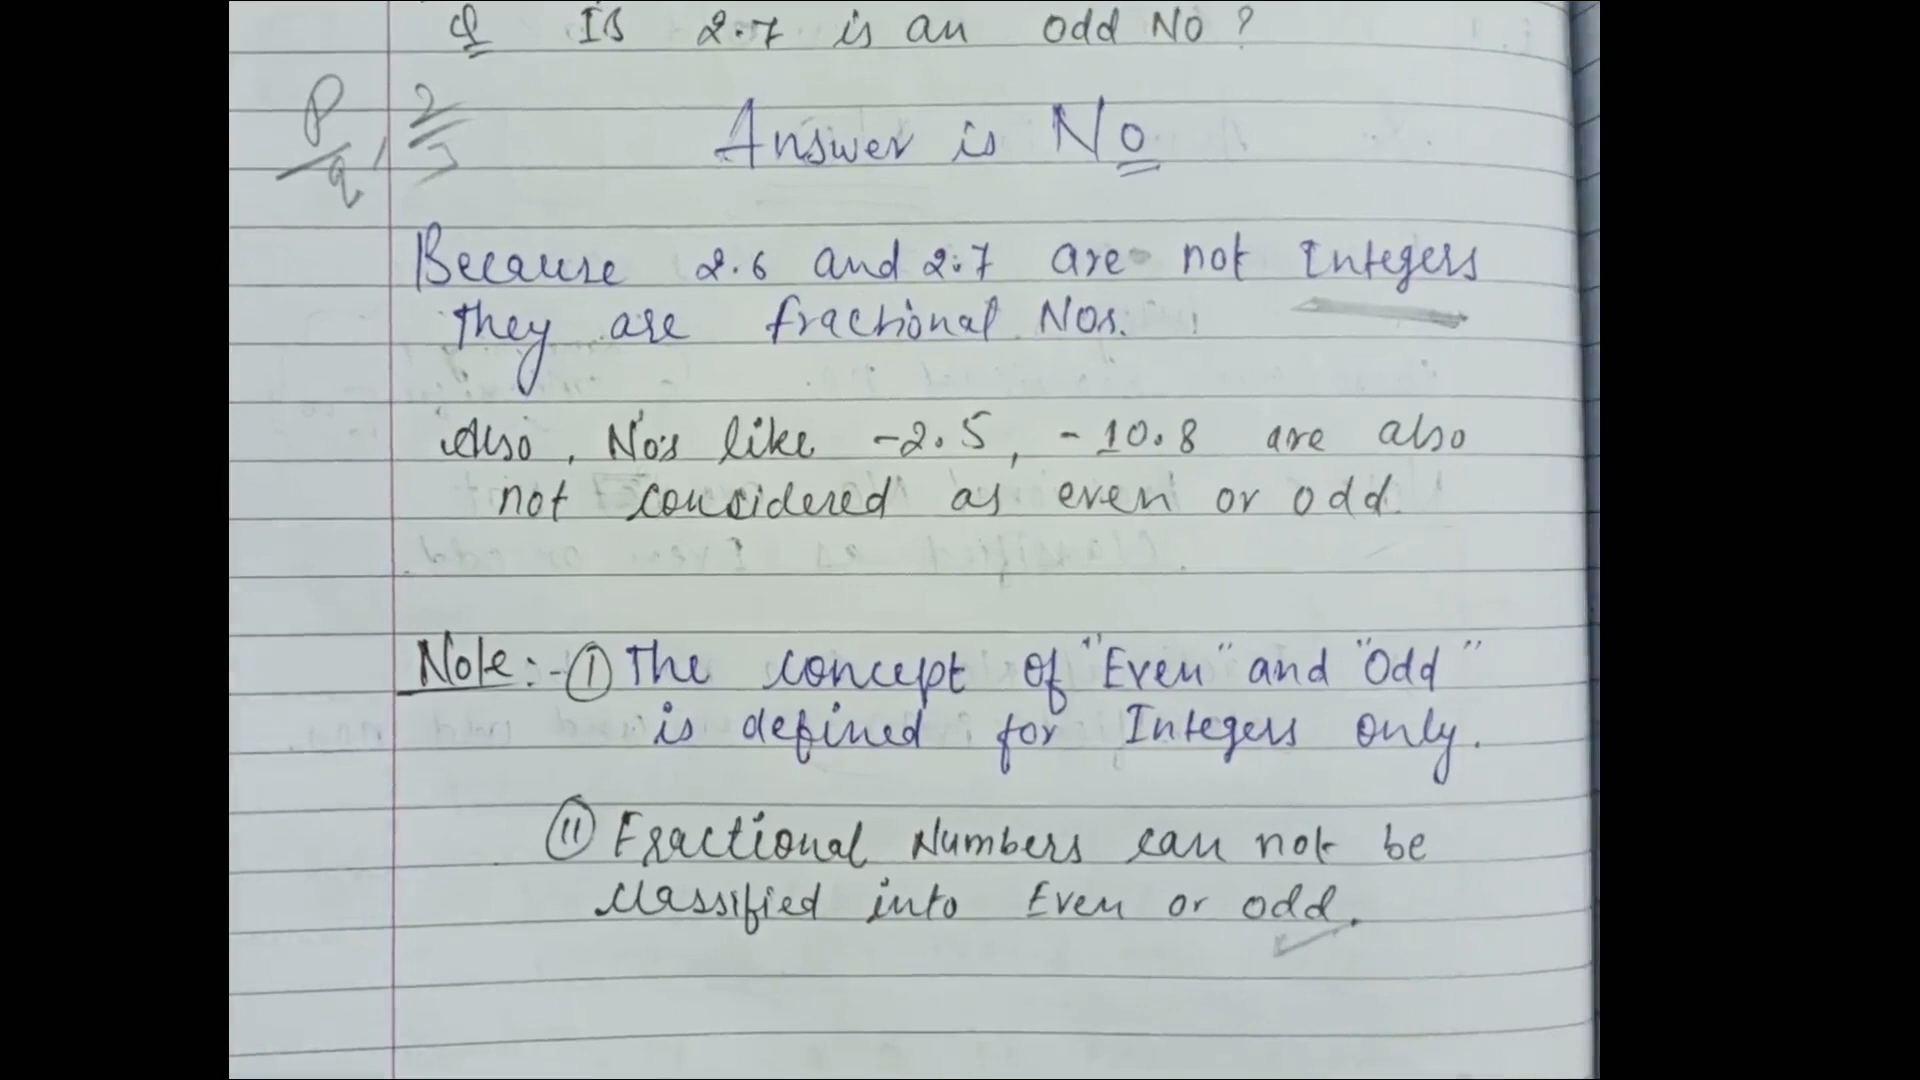 Q Is 2.7 is an odd No?
P/q, 2/3
Answer is No
Because 2.6 and 2.7 are not Integers
they are fractional Nos.
Also, No's like -2.5, -10.8 are also
not considered as even or odd.
Note:- (I) The concept of "Even" and "Odd"
is defined for Integers only.
(II) Fractional Numbers can not be
classified into Even or odd.